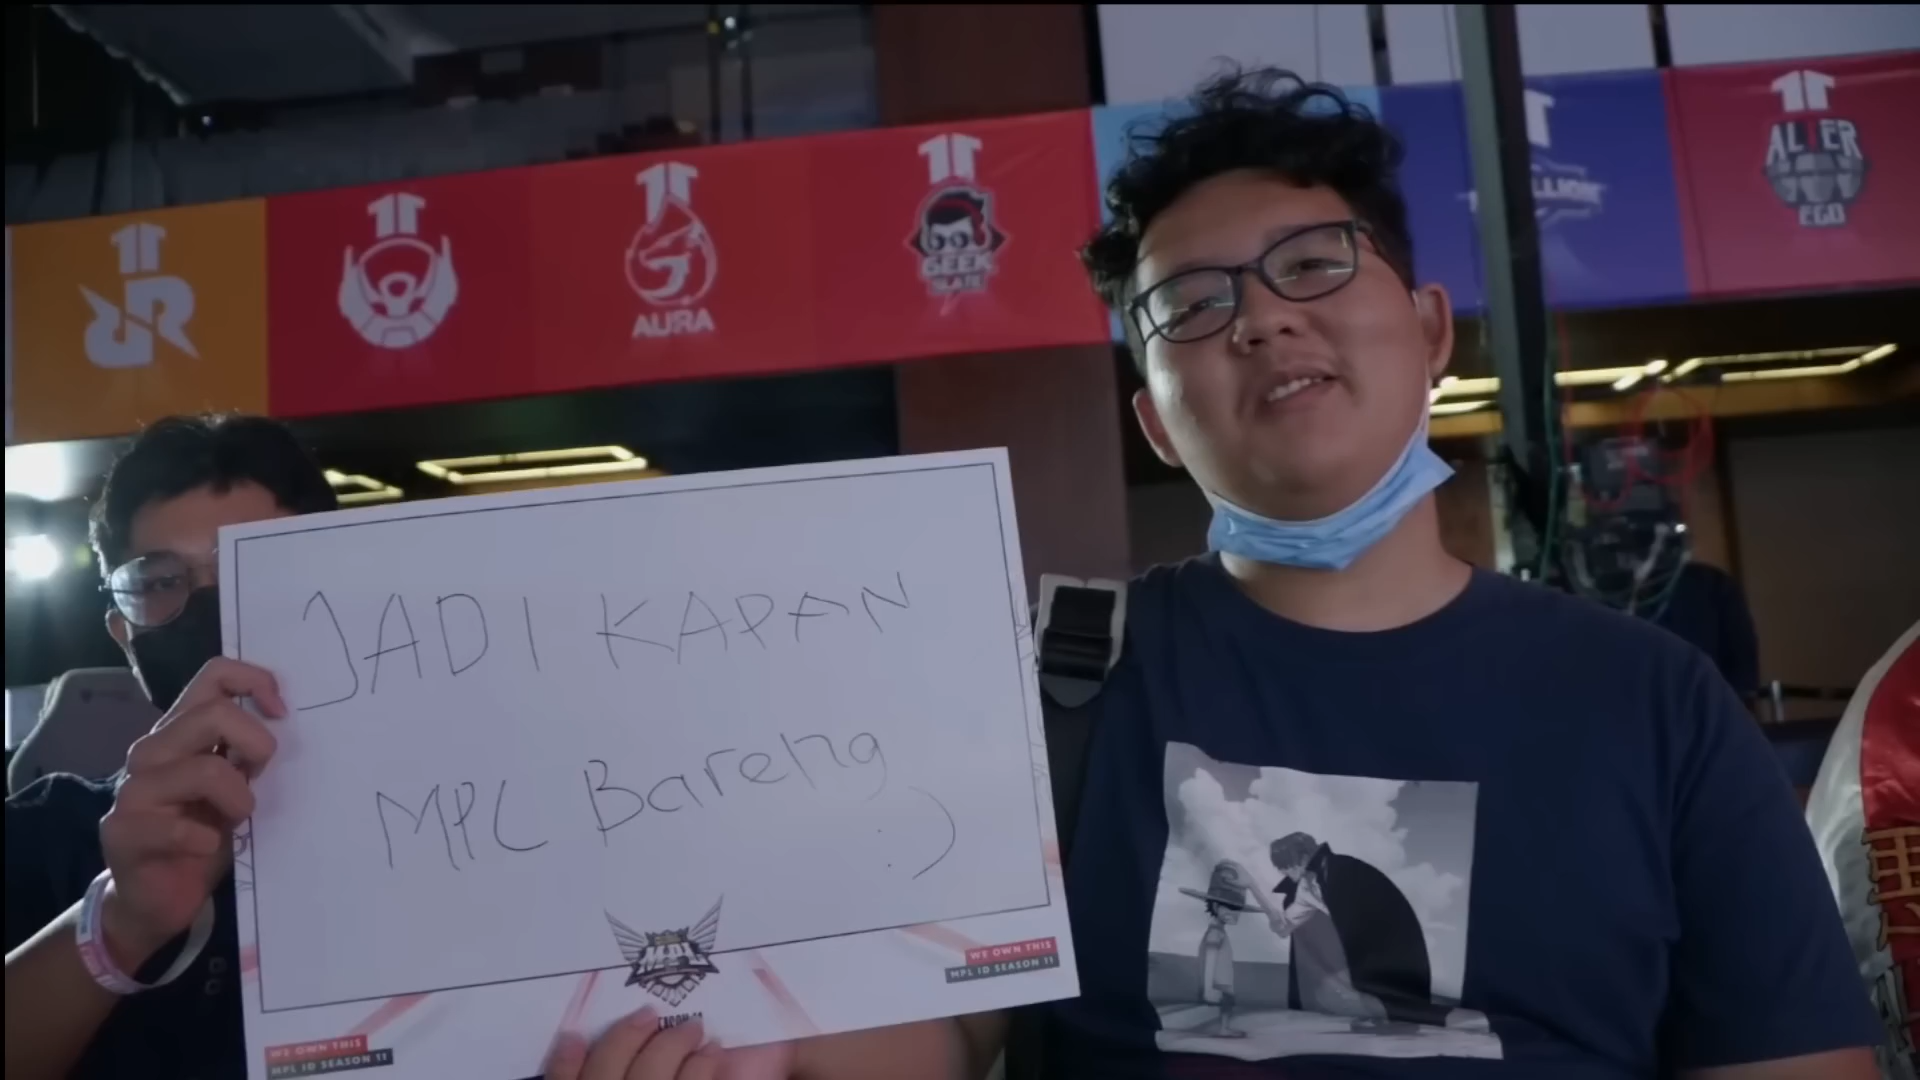 AURA
GEEK
SLATE
ALTER
EGO
JADI KAPAN
MPL Bareng
:)
MPL
WE OWN THIS
MPL ID SEASON 11
WE OWN THIS
MPL ID SEASON 11